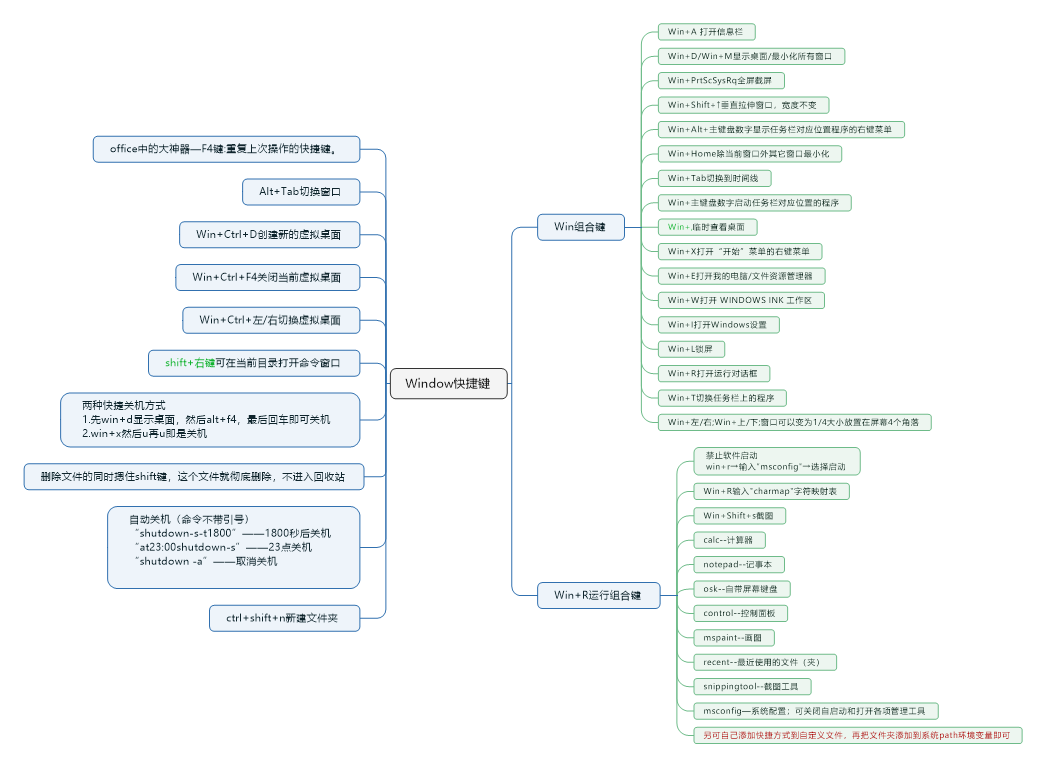 Window快捷键
office中的大神器—F4键:重复上次操作的快捷键。
Alt+Tab切换窗口
Win+Ctrl+D创建新的虚拟桌面
Win+Ctrl+F4关闭当前虚拟桌面
Win+Ctrl+左/右切换虚拟桌面
shift+右键可在当前目录打开命令窗口
两种快捷关机方式
1.先win+d显示桌面，然后alt+f4，最后回车即可关机
2.win+x然后u再u即是关机
删除文件的同时摁住shift键，这个文件就彻底删除，不进入回收站
自动关机（命令不带引号）
“shutdown-s-t1800”——1800秒后关机
“at23:00shutdown-s”——23点关机
“shutdown -a”——取消关机
ctrl+shift+n新建文件夹
Win组合键
Win+A 打开信息栏
Win+D/Win+M显示桌面/最小化所有窗口
Win+PrtScSysRq全屏截屏
Win+Shift+↑垂直拉伸窗口，宽度不变
Win+Alt+主键盘数字显示任务栏对应位置程序的右键菜单
Win+Home除当前窗口外其它窗口最小化
Win+Tab切换到时间线
Win+主键盘数字启动任务栏对应位置的程序
Win+,临时查看桌面
Win+X打开“开始”菜单的右键菜单
Win+E打开我的电脑/文件资源管理器
Win+W打开 WINDOWS INK 工作区
Win+I打开Windows设置
Win+L锁屏
Win+R打开运行对话框
Win+T切换任务栏上的程序
Win+左/右;Win+上/下;窗口可以变为1/4大小放置在屏幕4个角落
Win+R运行组合键
禁止软件启动
win+r→输入"msconfig"→选择启动
Win+R输入"charmap"字符映射表
Win+Shift+s截图
calc--计算器
notepad--记事本
osk--自带屏幕键盘
control--控制面板
mspaint--画图
recent--最近使用的文件（夹）
snippingtool--截图工具
msconfig—系统配置：可关闭自启动和打开各项管理工具
另可自己添加快捷方式到自定义文件，再把文件夹添加到系统path环境变量即可